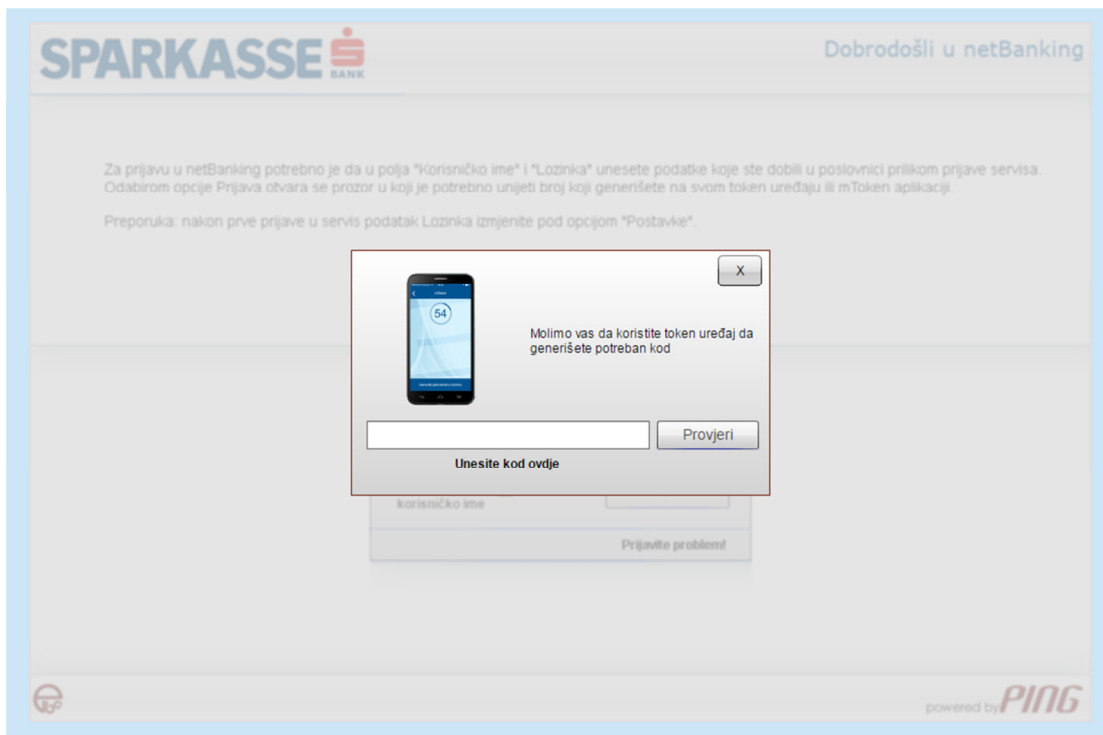 SPARKASSE S
BANK
Dobrodošli u netBanking
Za prijavu u netBanking potrebno je da u polja "Korisničko ime" i "Lozinka" unesete podatke koje ste dobili u poslovnici prilikom prijave servisa.
Odabirom opcije Prijava otvara se prozor u koji je potrebno unijeti broj koji generišete na svom token uređaju ili mToken aplikaciji.
Preporuka: nakon prve prijave u servis podatak Lozinka izmjenite pod opcijom "Postavke".
X
54
Molimo vas da koristite token uređaj da
generišete potreban kod
Provjeri
Unesite kod ovdje
korisničko ime
Prijavite problem!
powered by PING